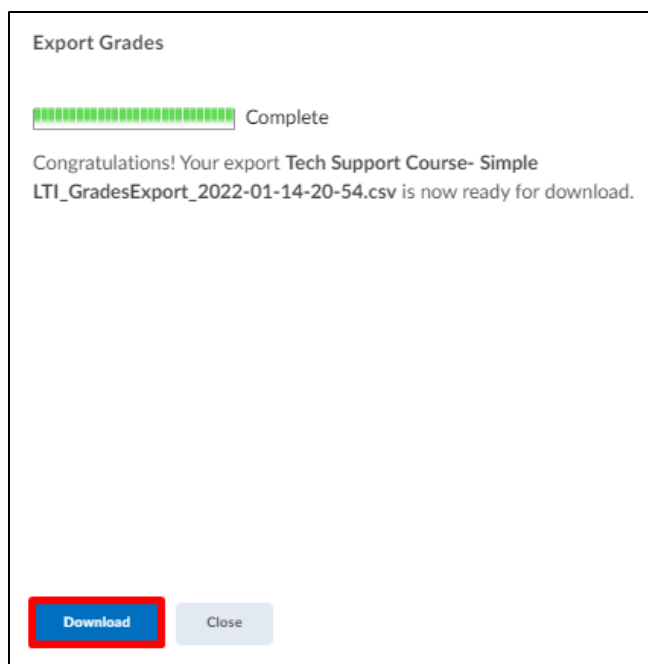 Export Grades
Complete
Congratulations! Your export Tech Support Course- Simple
LTI_GradesExport_2022-01-14-20-54.csv is now ready for download.
Download
Close